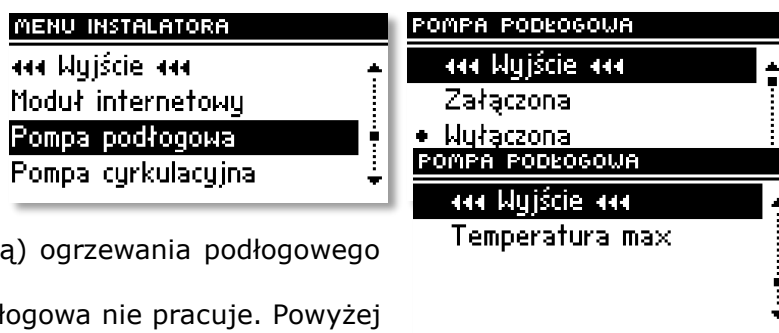 MENU INSTALATORA
Wyjście
Moduł internetowy
Pompa podłogowa
Pompa cyrkulacyjna
POMPA PODŁOGOWA
Wyjście
Załączona
Wyłączona
POMPA PODŁOGOWA
Wyjście
Temperatura max
ą) ogrzewania podłogowego
łogowa nie pracuje. Powyżej